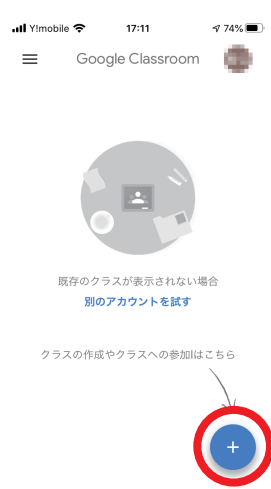 Y!mobile 17:11 74%
Google Classroom
既存のクラスが表示されない場合
別のアカウントを試す
クラスの作成やクラスへの参加はこちら